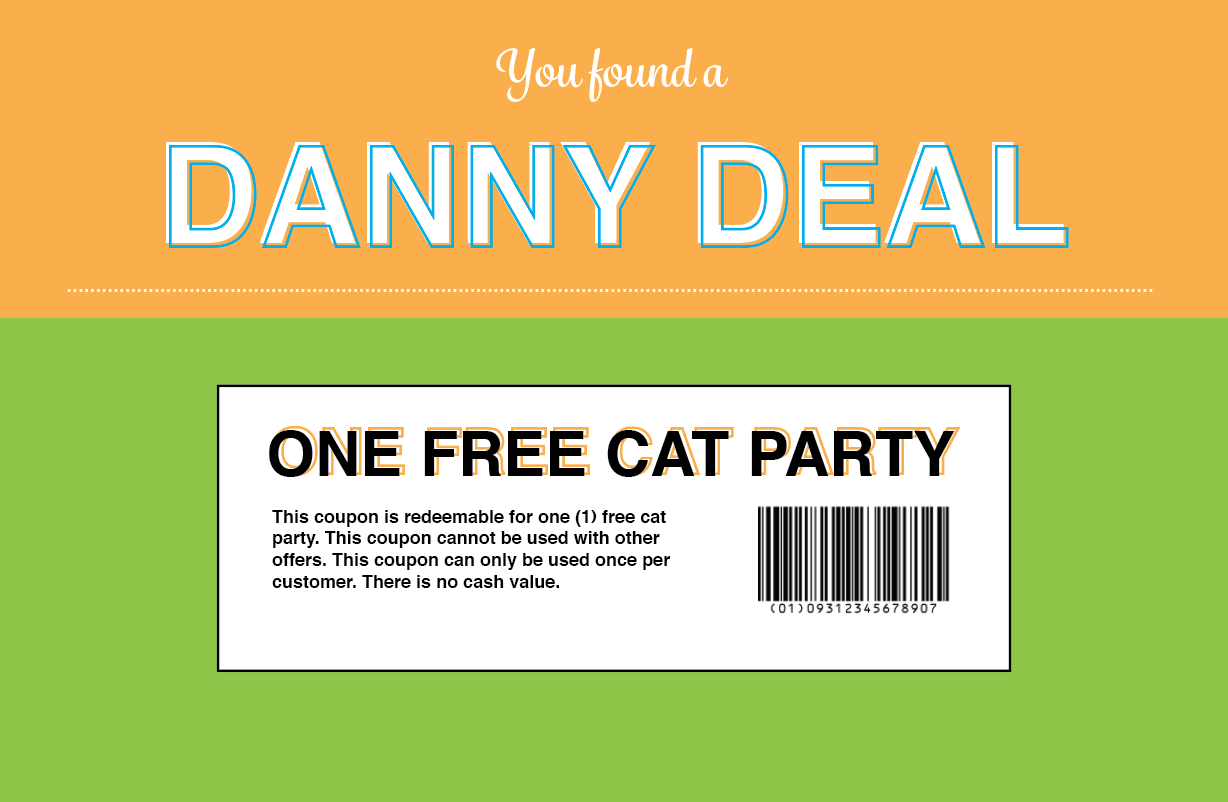 You found a
DANNY DEAL
ONE FREE CAT PARTY
This coupon is redeemable for one (1) free cat
party. This coupon cannot be used with other
offers. This coupon can only be used once per
customer. There is no cash value.
(01)09312345678907